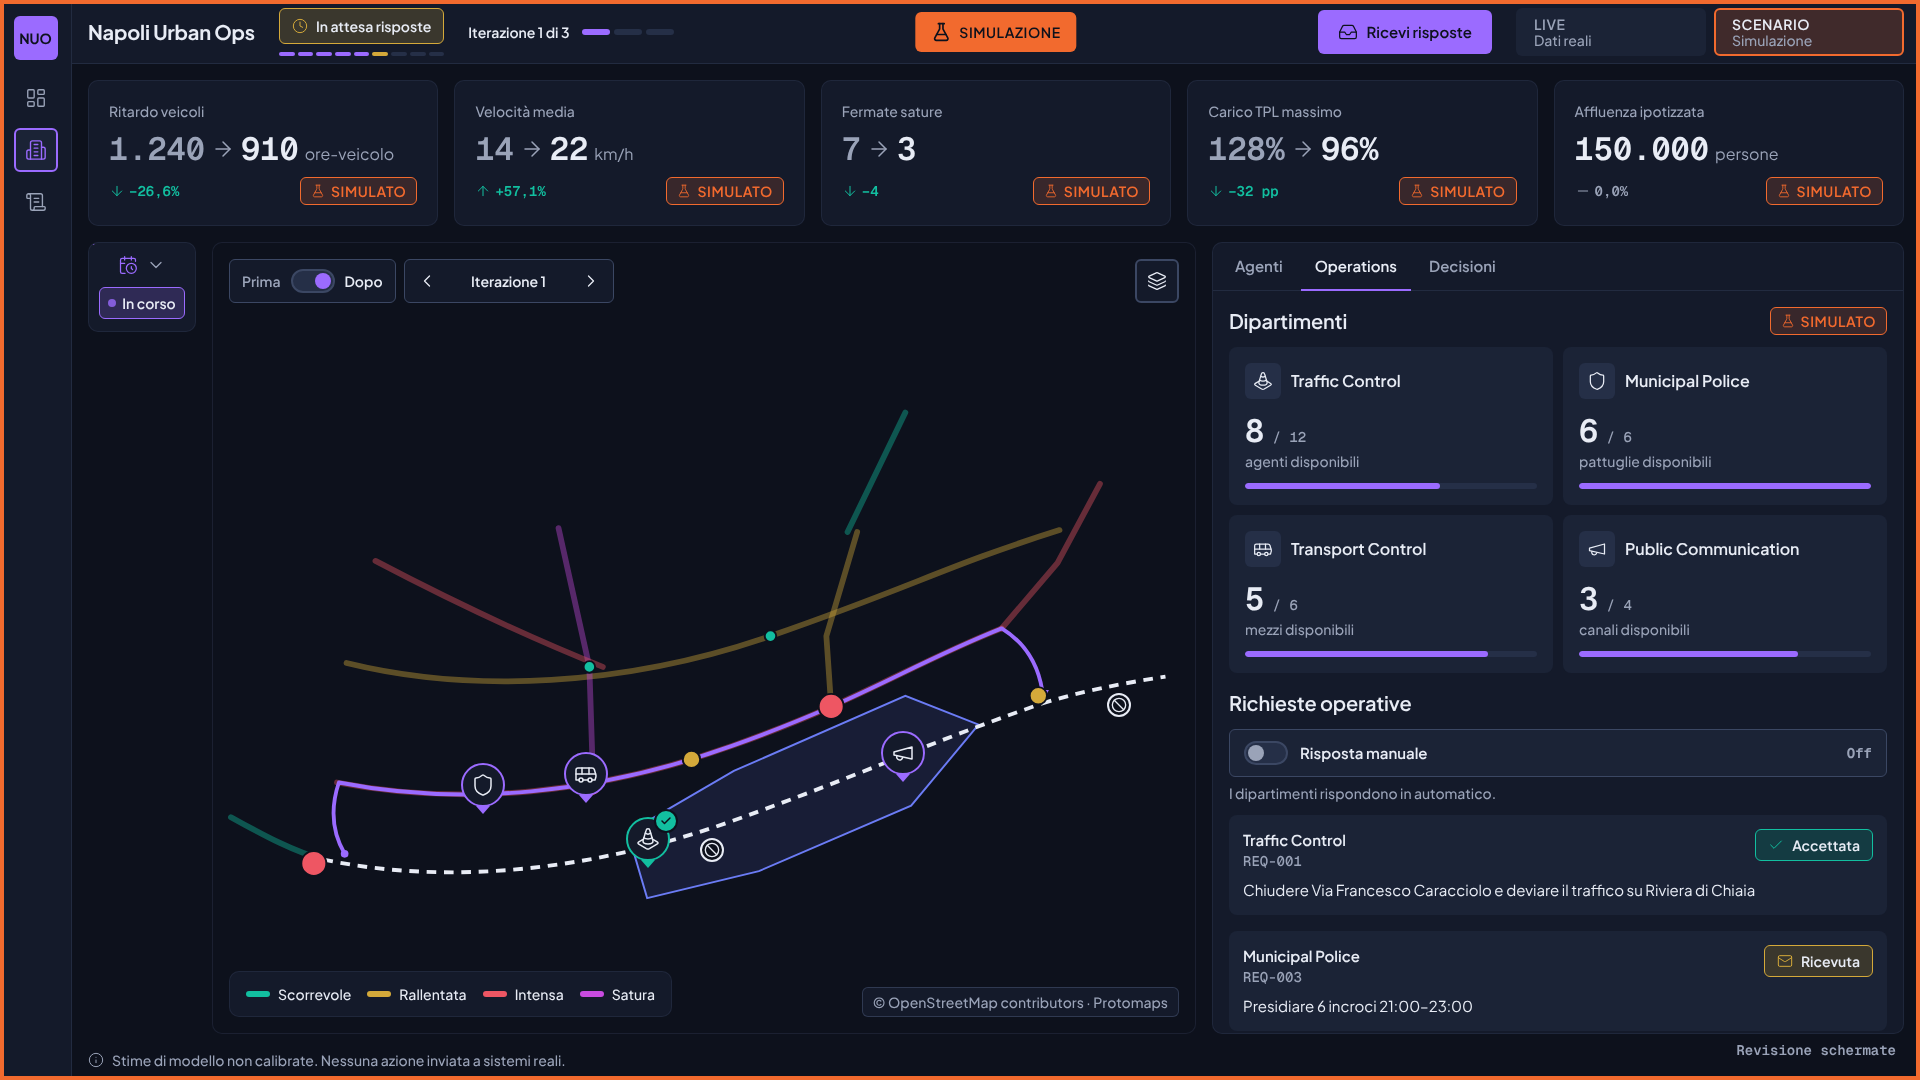 NUO
Napoli Urban Ops
In attesa risposte
Iterazione 1 di 3
SIMULAZIONE
Ricevi risposte
LIVE
Dati reali
SCENARIO
Simulazione
Ritardo veicoli
1.240 → 910 ore-veicolo
↓ -26,6%
SIMULATO
Velocità media
14 → 22 km/h
↑ +57,1%
SIMULATO
Fermate sature
7 → 3
↓ -4
SIMULATO
Carico TPL massimo
128% → 96%
↓ -32 pp
SIMULATO
Affluenza ipotizzata
150.000 persone
— 0,0%
SIMULATO
In corso
Prima
Dopo
Iterazione 1
Scorrevole
Rallentata
Intensa
Satura
© OpenStreetMap contributors · Protomaps
Agenti
Operations
Decisioni
Dipartimenti
SIMULATO
Traffic Control
8 / 12
agenti disponibili
Municipal Police
6 / 6
pattuglie disponibili
Transport Control
5 / 6
mezzi disponibili
Public Communication
3 / 4
canali disponibili
Richieste operative
Risposta manuale
Off
I dipartimenti rispondono in automatico.
Traffic Control
REQ-001
Accettata
Chiudere Via Francesco Caracciolo e deviare il traffico su Riviera di Chiaia
Municipal Police
REQ-003
Ricevuta
Presidiare 6 incroci 21:00–23:00
Stime di modello non calibrate. Nessuna azione inviata a sistemi reali.
Revisione schermate